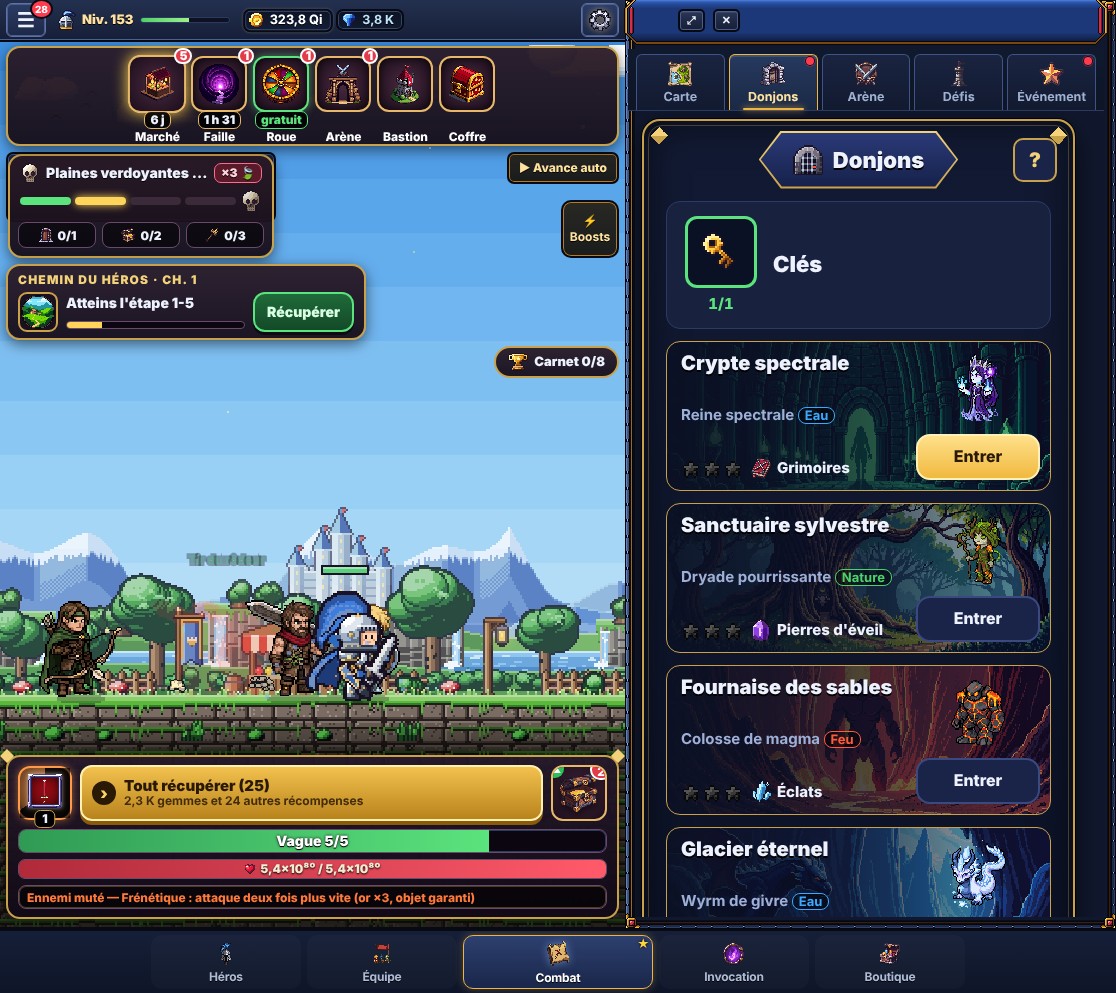 28
Niv. 153
323,8 Qi
3,8 K
5
1
1
1
6 j
1 h 31
gratuit
Marché
Faille
Roue
Arène
Bastion
Coffre
Plaines verdoyantes ...
×3
0/1
0/2
0/3
Avance auto
Boosts
CHEMIN DU HÉROS · CH. 1
Atteins l'étape 1-5
Récupérer
Carnet 0/8
1
Tout récupérer (25)
2,3 K gemmes et 24 autres récompenses
Vague 5/5
5,4×10⁸⁰ / 5,4×10⁸⁰
Ennemi muté — Frénétique : attaque deux fois plus vite (or ×3, objet garanti)
Carte
Donjons
Arène
Défis
Événement
Donjons
?
Clés
1/1
Crypte spectrale
Reine spectrale Eau
Grimoires
Entrer
Sanctuaire sylvestre
Dryade pourrissante Nature
Pierres d'éveil
Entrer
Fournaise des sables
Colosse de magma Feu
Éclats
Entrer
Glacier éternel
Wyrm de givre Eau
Héros
Équipe
Combat
Invocation
Boutique